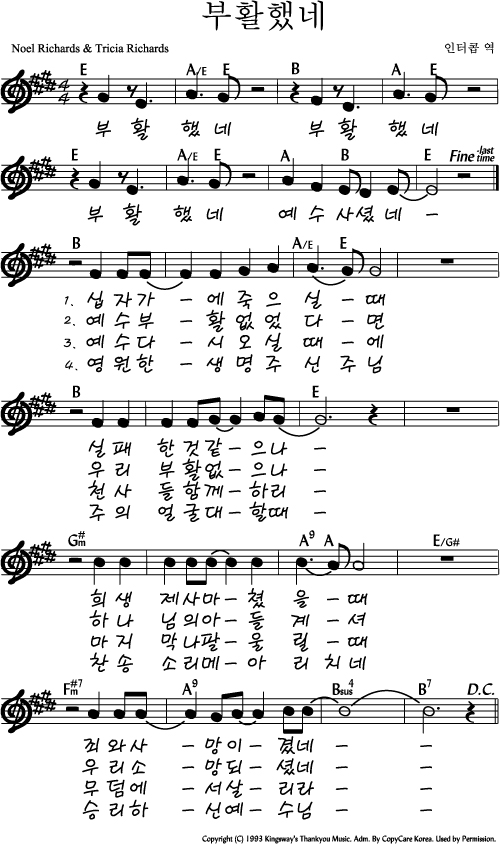 부활했네
Noel Richards & Tricia Richards 인터콥 역
E A/E E B A E
부 활 했 네 부 활 했 네
E A/E E A B E Fine-last time
부 활 했 네 예 수 사셨 네 -
B A/E E
1. 십 자 가 - 에 죽 으 실 - 때
2. 예 수 부 - 활 없 었 다 - 면
3. 예 수 다 - 시 오 실 때 - 에
4. 영 원 한 - 생 명 주 신 주 님
B E
실 패 한 것 같 - 으 나 -
우 리 부 활 없 - 으 나 -
천 사 들 함 께 - 하 리 -
주 의 얼 굴 대 - 할 때 -
G#m A9 A E/G#
희 생 제 사 마 - 쳤 을 - 때
하 나 님 의 아 - 들 계 - 셔
마 지 막 나 팔 - 울 릴 - 때
찬 송 소 리 메 - 아 리 치 네
F#m7 A9 Bsus4 B7 D.C.
죄 와 사 - 망 이 - 졌 네 - -
우 리 소 - 망 되 - 셨 네 - -
무 덤 에 - 서 살 - 리 라 - -
승 리 하 - 신 예 - 수 님 - -
Copyright (C) 1993 Kingsway's Thankyou Music. Adm. By CopyCare Korea. Used by Permission.